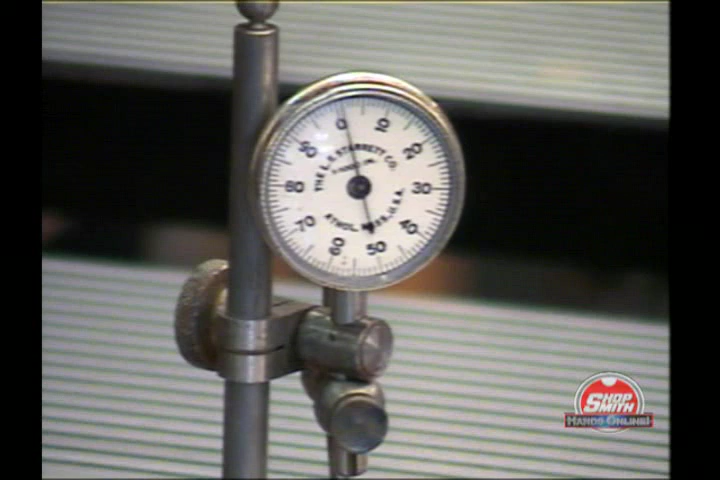 0
10
20
30
40
50
60
70
80
90
THE L.S. STARRETT CO.
ATHOL, MASS., U.S.A.
SHOP
SMITH
HANDS ONLINE!